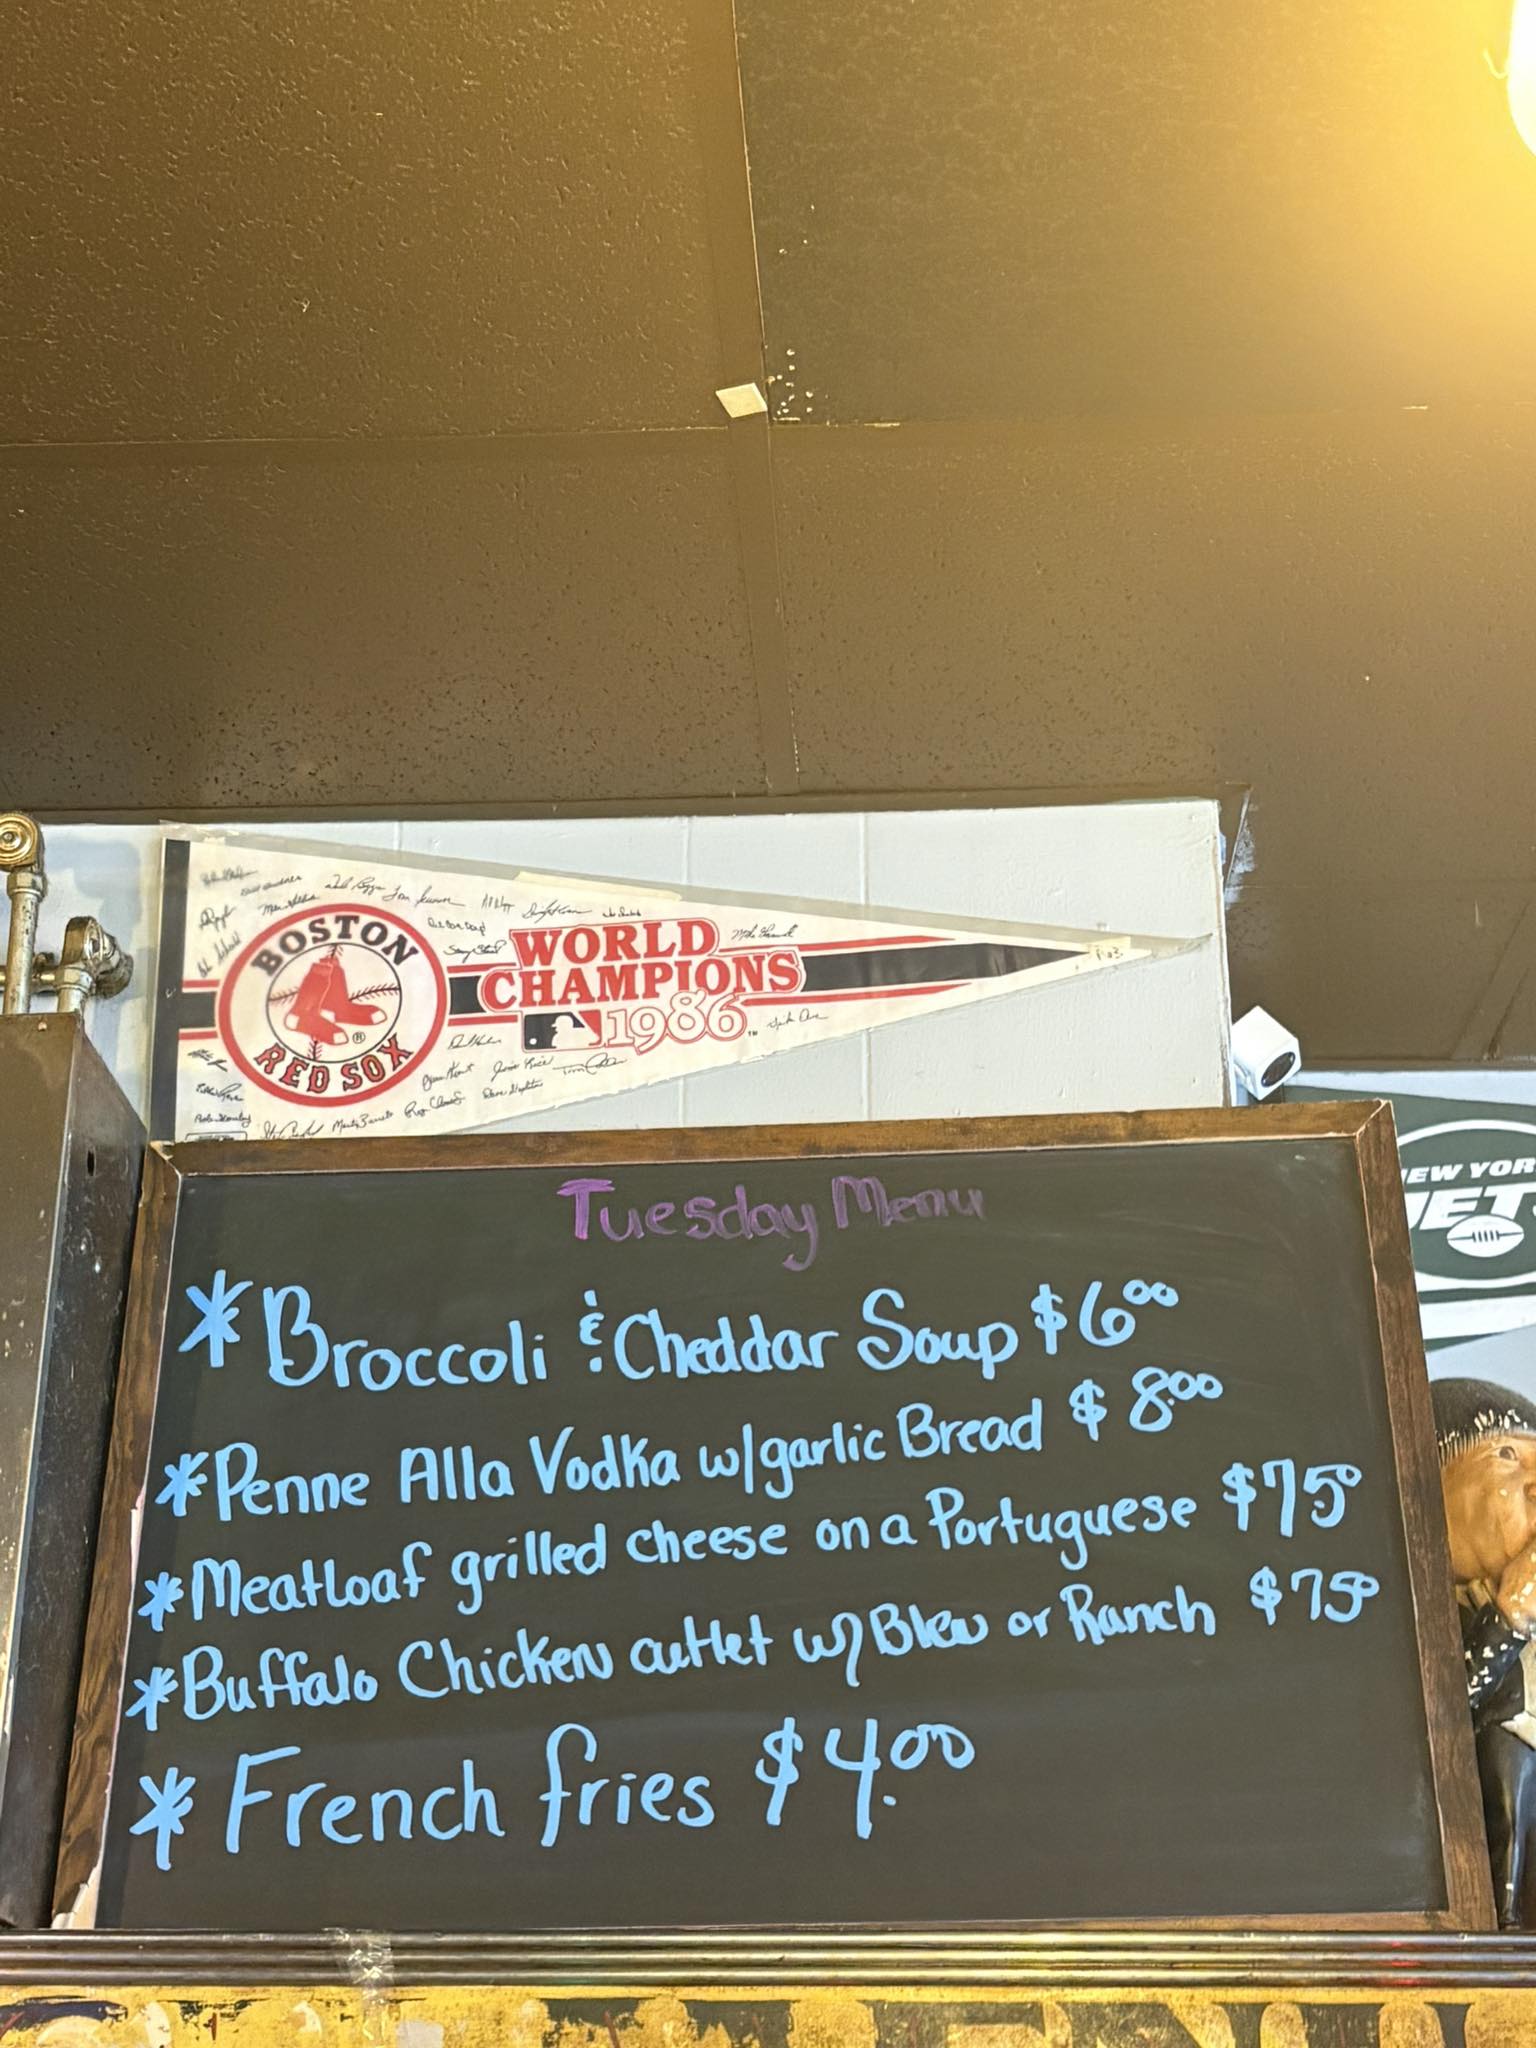 BOSTON
RED SOX
WORLD
CHAMPIONS
1986
NEW YORK
JETS
Tuesday Menu
*Broccoli & Cheddar Soup $6.00
*Penne Alla Vodka w/garlic Bread $8.00
*Meatloaf grilled cheese on a Portuguese $7.50
*Buffalo Chicken cutlet w/ Bleu or Ranch $7.50
*French fries $4.00